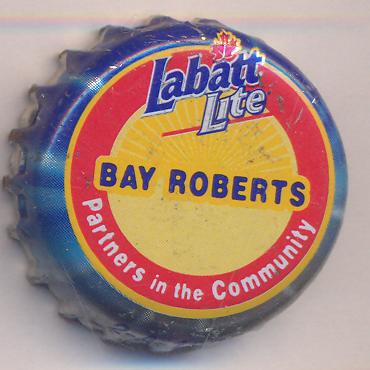 Labatt
Lite
BAY ROBERTS
Partners in the Community